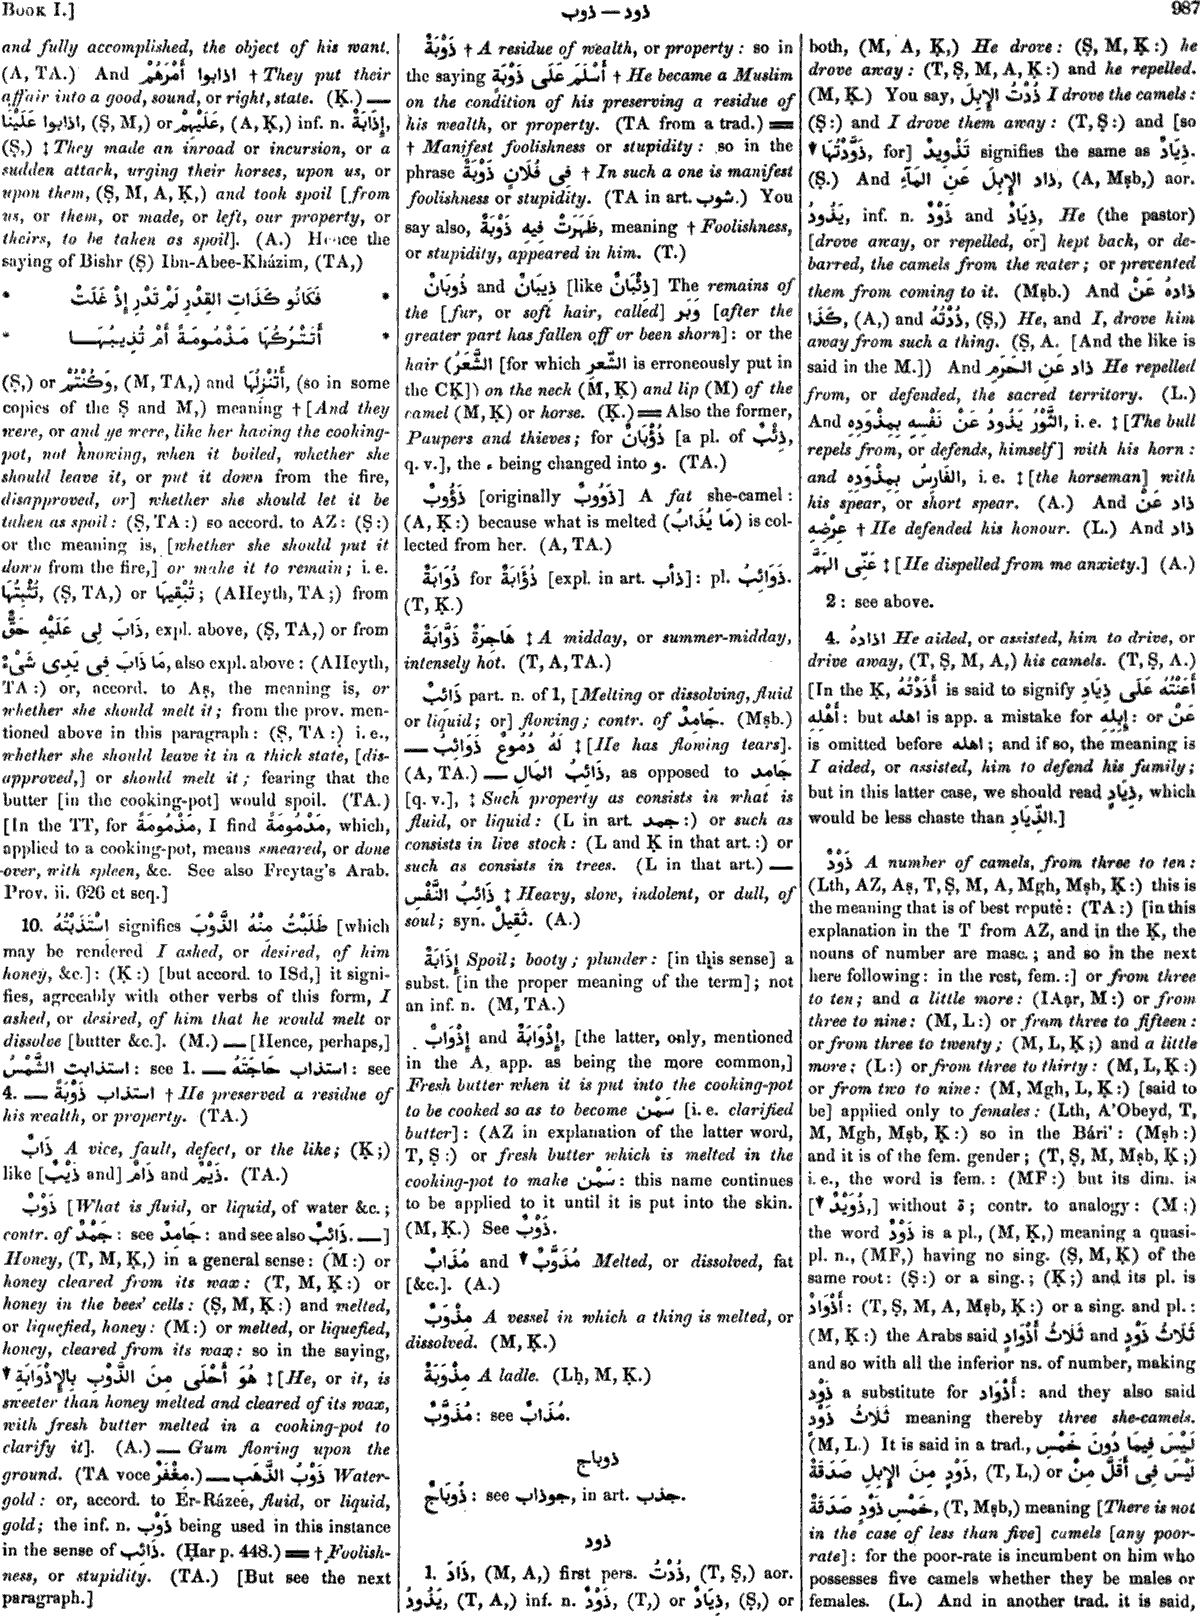 Book I.]
ذوب — ذود
987
and fully accomplished, the object of his want.
(A, TA.) And اذابوا أَمْرَهُمْ † They put their
affair into a good, sound, or right, state. (Ḳ.) —
اذابوا عَلَيْنَا, (Ṣ, M,) or عَلَيْهِمْ, (A, Ḳ,) inf. n. إِذَابَةٌ,
(Ṣ,) ‡ They made an inroad or incursion, or a
sudden attack, urging their horses, upon us, or
upon them, (Ṣ, M, A, Ḳ,) and took spoil [from
us, or them, or made, or left, our property, or
theirs, to be taken as spoil]. (A.) Hence the
saying of Bishr (Ṣ) Ibn-Abee-Kházim, (TA,)
* فَكَانُو كَذَاتِ القِدْرِ لَمْ تَدْرِ إِذْ غَلَتْ *
* أَتَتْرُكُهَا مَذْمُومَةً أَمْ تُذِيبُهَا *
(Ṣ,) or وَكُنْتُمْ, (M, TA,) and أَتُنْزِلُهَا, (so in some
copies of the Ṣ and M,) meaning † [And they
were, or and ye were, like her having the cooking-
pot, not knowing, when it boiled, whether she
should leave it, or put it down from the fire,
disapproved, or] whether she should let it be
taken as spoil: (Ṣ, TA:) so accord. to AZ: (Ṣ:)
or the meaning is, [whether she should put it
down from the fire,] or make it to remain; i. e.
تُثْبِتُهَا, (Ṣ, TA,) or تُبْقِيهَا; (AHeyth, TA;) from
ذَابَ لِى عَلَيْهِ حَقٌّ, expl. above, (Ṣ, TA,) or from
مَا ذَابَ فِى يَدِى شَىْءٌ, also expl. above: (AHeyth,
TA:) or, accord. to Aṣ, the meaning is, or
whether she should melt it; from the prov. men-
tioned above in this paragraph: (Ṣ, TA:) i. e.,
whether she should leave it in a thick state, [dis-
approved,] or should melt it; fearing that the
butter [in the cooking-pot] would spoil. (TA.)
[In the TT, for مَذْمُومَةً, I find مَدْمُومَةً, which,
applied to a cooking-pot, means smeared, or done
over, with spleen, &c. See also Freytag's Arab.
Prov. ii. 626 et seq.]
10. اسْتَذَبْتُهُ signifies طَلَبْتُ مِنْهُ الذَّوْبَ [which
may be rendered I asked, or desired, of him
honey, &c.]: (Ḳ:) [but accord. to ISd,] it signi-
fies, agreeably with other verbs of this form, I
asked, or desired, of him that he would melt or
dissolve [butter &c.]. (M.) — [Hence, perhaps,]
استذابت الشَّمْسُ: see 1. — استذاب حَاجَتَهُ: see
4. — استذاب ذَوْبَةً † He preserved a residue of
his wealth, or property. (TA.)
ذَابٌ A vice, fault, defect, or the like; (Ḳ;)
like [ذَيْبٌ and] ذَامٌ and ذَيْمٌ. (TA.)
ذَوْبٌ [What is fluid, or liquid, of water &c.;
contr. of جَمْدٌ: see جَامِدٌ: and see also ذَائِبٌ. —]
Honey, (T, M, Ḳ,) in a general sense: (M:) or
honey cleared from its wax: (T, M, Ḳ:) or
honey in the bees' cells: (Ṣ, M, Ḳ:) and melted,
or liquefied, honey: (M:) or melted, or liquefied,
honey, cleared from its wax: so in the saying,
هُوَ أَحْلَى مِنَ الذَّوْبِ بِالإِذْوَابَةِ ▼ ‡ [He, or it, is
sweeter than honey melted and cleared of its wax,
with fresh butter melted in a cooking-pot to
clarify it]. (A.) — Gum flowing upon the
ground. (TA voce مِغْفَرٌ.) — ذَوْبُ الذَّهَبِ Water-
gold: or, accord. to Er-Rázee, fluid, or liquid,
gold; the inf. n. ذَوْب being used in this instance
in the sense of ذَائِب. (Ḥar p. 448.) = † Foolish-
ness, or stupidity. (TA.) [But see the next
paragraph.]
ذَوْبَةٌ † A residue of wealth, or property: so in
the saying أَسْلَمَ عَلَى ذَوْبَةٍ † He became a Muslim
on the condition of his preserving a residue of
his wealth, or property. (TA from a trad.) =
† Manifest foolishness or stupidity: so in the
phrase فِى فُلَانٍ ذَوْبَةٌ † In such a one is manifest
foolishness or stupidity. (TA in art. شوب.) You
say also, ظَهَرَتْ فِيهِ ذَوْبَةٌ, meaning † Foolishness,
or stupidity, appeared in him. (T.)
ذُوبَانٌ and ذِيبَانٌ [like ذِئْبَانٌ] The remains of
the [fur, or soft hair, called] وَبَر [after the
greater part has fallen off or been shorn]: or the
hair (الشَّعَرُ [for which الشّعر is erroneously put in
the CḲ]) on the neck (M, Ḳ) and lip (M) of the
camel (M, Ḳ) or horse. (Ḳ.) = Also the former,
Paupers and thieves; for ذُؤْبَانٌ [a pl. of ذِئْبٌ,
q. v.], the ء being changed into و. (TA.)
ذَؤُوبٌ [originally ذَوُوبٌ] A fat she-camel:
(A, Ḳ:) because what is melted (مَا يُذَابُ) is col-
lected from her. (A, TA.)
ذُوَابَةٌ for ذُؤَابَةٌ [expl. in art. ذأب]: pl. ذَوَائِبُ.
(T, Ḳ.)
هَاجِرَةٌ ذَوَّابَةٌ ‡ A midday, or summer-midday,
intensely hot. (T, A, TA.)
ذَائِبٌ part. n. of 1, [Melting or dissolving, fluid
or liquid; or] flowing; contr. of جَامِدٌ. (Mṣb.)
— لَهُ دُمُوعٌ ذَوَائِبُ ‡ [He has flowing tears].
(A, TA.) — ذَائِبُ المَالِ, as opposed to جَامِد
[q. v.], ‡ Such property as consists in what is
fluid, or liquid: (L in art. جمد:) or such as
consists in live stock: (L and Ḳ in that art.:) or
such as consists in trees. (L in that art.) —
ذَائِبُ النَّفْسِ ‡ Heavy, slow, indolent, or dull, of
soul; syn. ثَقِيلٌ. (A.)
إِذَابَةٌ Spoil; booty; plunder: [in this sense] a
subst. [in the proper meaning of the term]; not
an inf. n. (M, TA.)
إِذْوَابٌ and إِذْوَابَةٌ, [the latter, only, mentioned
in the A, app. as being the more common,]
Fresh butter when it is put into the cooking-pot
to be cooked so as to become سَمْن [i. e. clarified
butter]: (AZ in explanation of the latter word,
T, Ṣ:) or fresh butter which is melted in the
cooking-pot to make سَمْن: this name continues
to be applied to it until it is put into the skin.
(M, Ḳ.) See ذَوْبٌ.
مُذَابٌ and ▼ مُذَوَّبٌ Melted, or dissolved, fat
[&c.]. (A.)
مِذْوَبٌ A vessel in which a thing is melted, or
dissolved. (M, Ḳ.)
مِذْوَبَةٌ A ladle. (Lḥ, M, Ḳ.)
مُذَوَّبٌ: see مُذَابٌ.
ذوباج
ذُوبَاجٌ: see جوذاب, in art. جذب.
ذود
1. ذَادَ, (M, A,) first pers. ذُدْتُ, (T, Ṣ,) aor.
يَذُودُ, (T, A,) inf. n. ذَوْدٌ, (T,) or ذِيَادٌ, (Ṣ,) or
both, (M, A, Ḳ,) He drove: (Ṣ, M, Ḳ:) he
drove away: (T, Ṣ, M, A, Ḳ:) and he repelled.
(M, Ḳ.) You say, ذُدْتُ الإِبِلَ I drove the camels:
(Ṣ:) and I drove them away: (T, Ṣ:) and [so
▼ ذَوَّدْتُهَا, for] تَذْوِيدٌ signifies the same as ذِيَادٌ.
(Ṣ.) And ذاد الإِبِلَ عَنِ المَآءِ, (A, Mṣb,) aor.
يَذُودُ, inf. n. ذَوْدٌ and ذِيَادٌ, He (the pastor)
[drove away, or repelled, or] kept back, or de-
barred, the camels from the water; or prevented
them from coming to it. (Mṣb.) And ذادهُ عَنْ
كَذَا, (A,) and ذُدْتُهُ, (Ṣ,) He, and I, drove him
away from such a thing. (Ṣ, A. [And the like is
said in the M.]) And ذاد عَنِ الحَرَمِ He repelled
from, or defended, the sacred territory. (L.)
And الثَّوْرُ يَذُودُ عَنْ نَفْسِهِ بِمِذْوَدِهِ, i. e. ‡ [The bull
repels from, or defends, himself] with his horn:
and الفَارِسُ بِمِذْوَدِهِ, i. e. ‡ [the horseman] with
his spear, or short spear. (A.) And ذاد عَنْ
عِرْضِهِ † He defended his honour. (L.) And ذاد
عَنِّى الهَمَّ ‡ [He dispelled from me anxiety.] (A.)
2: see above.
4. اذادهُ He aided, or assisted, him to drive, or
drive away, (T, Ṣ, M, A,) his camels. (T, Ṣ, A.)
[In the Ḳ, أَذَدْتُهُ is said to signify أَعَنْتُهُ عَلَى ذِيَادِ
أَهْلِهِ: but اهله is app. a mistake for إِبِلِهِ: or عَنْ
is omitted before اهله; and if so, the meaning is
I aided, or assisted, him to defend his family;
but in this latter case, we should read ذِيَادٍ, which
would be less chaste than الذِّيَادِ.]
ذَوْدٌ A number of camels, from three to ten:
(Lth, AZ, Aṣ, T, Ṣ, M, A, Mgh, Mṣb, Ḳ:) this is
the meaning that is of best repute: (TA:) [in this
explanation in the T from AZ, and in the Ḳ, the
nouns of number are masc.; and so in the next
here following: in the rest, fem.:] or from three
to ten; and a little more: (IAạr, M:) or from
three to nine: (M, L:) or from three to fifteen:
or from three to twenty; (M, L, Ḳ;) and a little
more; (L:) or from three to thirty: (M, L, Ḳ:)
or from two to nine: (M, Mgh, L, Ḳ:) [said to
be] applied only to females: (Lth, A'Obeyd, T,
M, Mgh, Mṣb, Ḳ:) so in the Bári': (Mṣb:)
and it is of the fem. gender; (T, Ṣ, M, Mṣb, Ḳ;)
i. e., the word is fem.: (MF:) but its dim. is
[▼ ذُوَيْدٌ,] without ة; contr. to analogy: (M:)
the word ذَوْدٌ is a pl., (M, Ḳ,) meaning a quasi-
pl. n., (MF,) having no sing. (Ṣ, M, Ḳ) of the
same root: (Ṣ:) or a sing.; (Ḳ;) and its pl. is
أَذْوَادٌ: (T, Ṣ, M, A, Mṣb, Ḳ:) or a sing. and pl.:
(M, Ḳ:) the Arabs said ثَلَاثُ أَذْوَادٍ and ثَلَاثُ ذَوْدٍ
and so with all the inferior ns. of number, making
ذَوْد a substitute for أَذْوَاد: and they also said
ثَلَاثُ ذَوْدٍ meaning thereby three she-camels.
(M, L.) It is said in a trad., لَيْسَ فِيمَا دُونَ خَمْسِ
ذَوْدٍ مِنَ الإِبِلِ صَدَقَةٌ, (T, L,) or لَيْسَ فِى أَقَلَّ مِنْ
خَمْسِ ذَوْدٍ صَدَقَةٌ, (T, Mṣb,) meaning [There is not
in the case of less than five] camels [any poor-
rate]: for the poor-rate is incumbent on him who
possesses five camels whether they be males or
females. (L.) And in another trad. it is said,